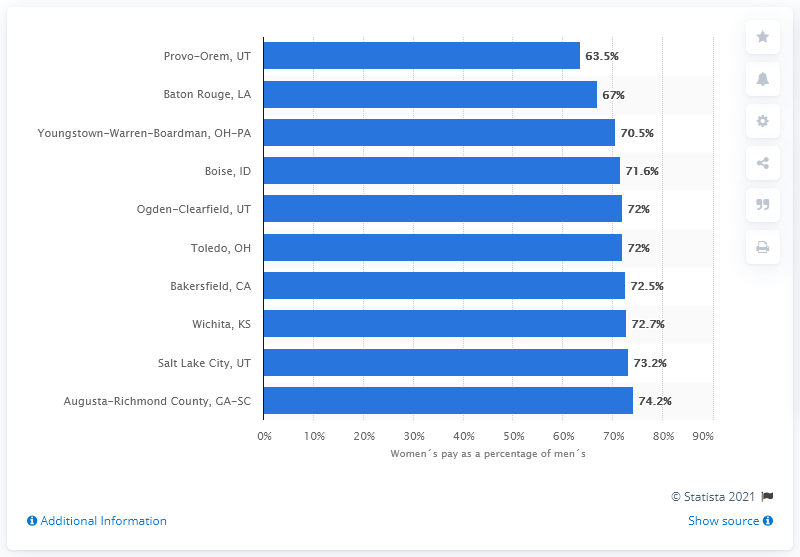 Provo-Orem, UT 63.5%
Baton Rouge, LA 67%
Youngstown-Warren-Boardman, OH-PA 70.5%
Boise, ID 71.6%
Ogden-Clearfield, UT 72%
Toledo, OH 72%
Bakersfield, CA 72.5%
Wichita, KS 72.7%
Salt Lake City, UT 73.2%
Augusta-Richmond County, GA-SC 74.2%
0% 10% 20% 30% 40% 50% 60% 70% 80% 90%
Women´s pay as a percentage of men´s
© Statista 2021
Additional Information Show source